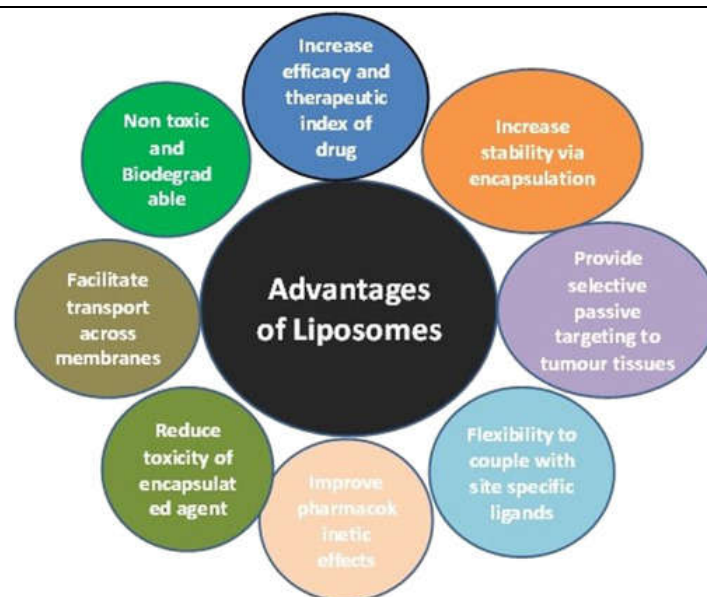 Advantages
of Liposomes
Increase
efficacy and
therapeutic
index of
drug
Increase
stability via
encapsulation
Provide
selective
passive
targeting to
tumour tissues
Flexibility to
couple with
site specific
ligands
Improve
pharmacok
inetic
effects
Reduce
toxicity of
encapsulat
ed agent
Facilitate
transport
across
membranes
Non toxic
and
Biodegrad
able